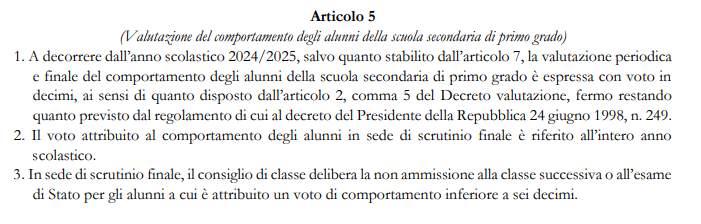 Articolo 5
(Valutazione del comportamento degli alunni della scuola secondaria di primo grado)
1. A decorrere dall’anno scolastico 2024/2025, salvo quanto stabilito dall’articolo 7, la valutazione periodica
e finale del comportamento degli alunni della scuola secondaria di primo grado è espressa con voto in
decimi, ai sensi di quanto disposto dall’articolo 2, comma 5 del Decreto valutazione, fermo restando
quanto previsto dal regolamento di cui al decreto del Presidente della Repubblica 24 giugno 1998, n. 249.
2. Il voto attribuito al comportamento degli alunni in sede di scrutinio finale è riferito all’intero anno
scolastico.
3. In sede di scrutinio finale, il consiglio di classe delibera la non ammissione alla classe successiva o all’esame
di Stato per gli alunni a cui è attribuito un voto di comportamento inferiore a sei decimi.